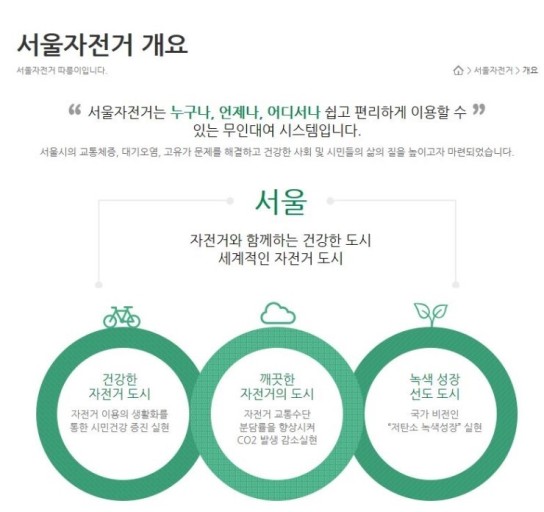 서울자전거 개요
서울자전거 따릉이입니다.
> 서울자전거 > 개요
“ 서울자전거는 누구나, 언제나, 어디서나 쉽고 편리하게 이용할 수 ”
있는 무인대여 시스템입니다.
서울시의 교통체증, 대기오염, 고유가 문제를 해결하고 건강한 사회 및 시민들의 삶의 질을 높이고자 마련되었습니다.
서울
자전거와 함께하는 건강한 도시
세계적인 자전거 도시
건강한
자전거 도시
자전거 이용의 생활화를
통한 시민건강 증진 실현
깨끗한
자전거의 도시
자전거 교통수단
분담률을 향상시켜
CO2 발생 감소실현
녹색 성장
선도 도시
국가 비전인
"저탄소 녹색성장" 실현